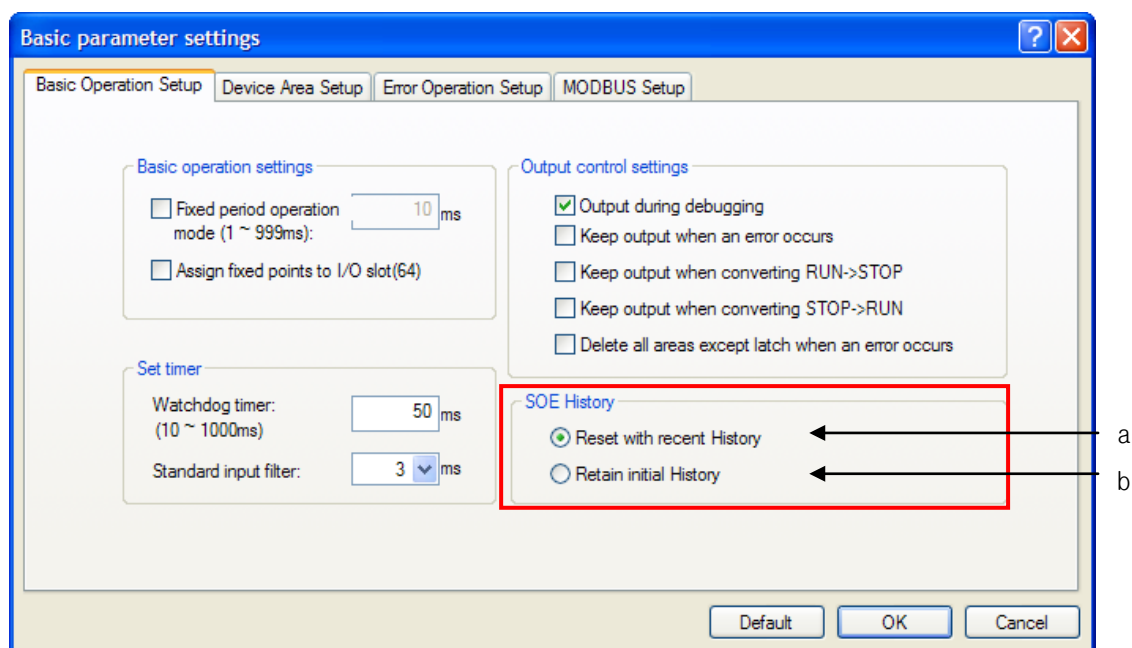 Basic parameter settings
Basic Operation Setup Device Area Setup Error Operation Setup MODBUS Setup
Basic operation settings
Fixed period operation 10 ms
mode (1 ~ 999ms):
Assign fixed points to I/O slot(64)
Output control settings
Output during debugging
Keep output when an error occurs
Keep output when converting RUN->STOP
Keep output when converting STOP->RUN
Delete all areas except latch when an error occurs
Set timer
Watchdog timer: 50 ms
(10 ~ 1000ms)
Standard input filter: 3 ms
SOE History
Reset with recent History a
Retain initial History b
Default OK Cancel